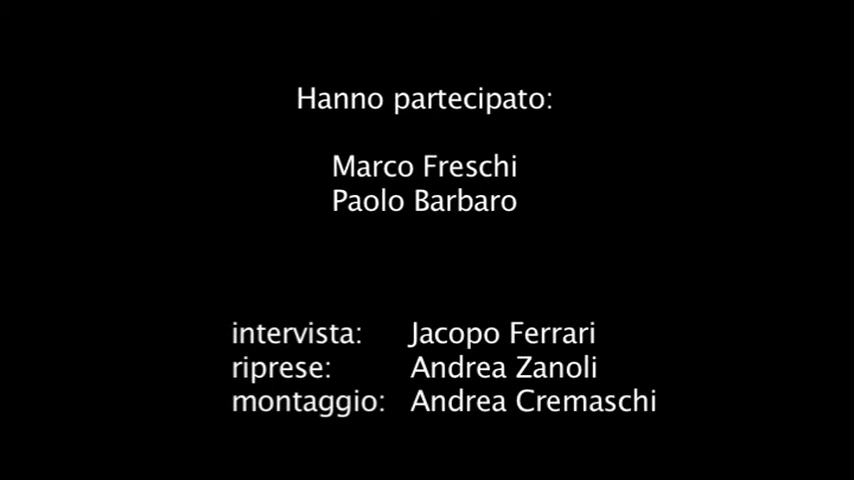 Hanno partecipato:
Marco Freschi
Paolo Barbaro
intervista: Jacopo Ferrari
riprese: Andrea Zanoli
montaggio: Andrea Cremaschi